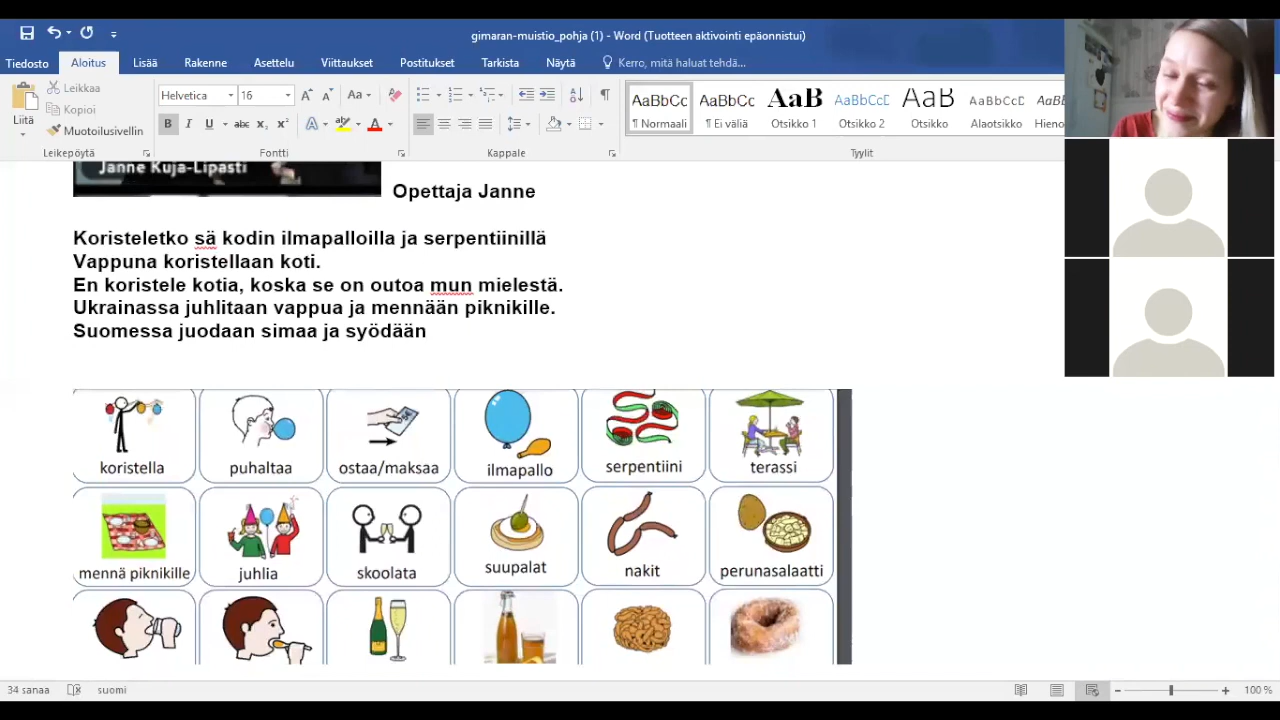 gimaran-muistio_pohja (1) - Word (Tuotteen aktivointi epäonnistui)
Tiedosto Aloitus Lisää Rakenne Asettelu Viittaukset Postitukset Tarkista Näytä Kerro, mitä haluat tehdä...
Leikkaa
Kopioi
Liitä
Muotoilusivellin
Leikepöytä
Helvetica 16
Fontti
Kappale
AaBbCc AaBbCc AaB AaBbCcD AaB AaBbCcD AaBb
¶ Normaali ¶ Ei väliä Otsikko 1 Otsikko 2 Otsikko Alaotsikko Hieno
Tyylit
Janne Kuja-Lipasti
Opettaja Janne
Koristeletko sä kodin ilmapalloilla ja serpentiinillä
Vappuna koristellaan koti.
En koristele kotia, koska se on outoa mun mielestä.
Ukrainassa juhlitaan vappua ja mennään piknikille.
Suomessa juodaan simaa ja syödään
koristella puhaltaa ostaa/maksaa ilmapallo serpentiini terassi
mennä piknikille juhlia skoolata suupalat nakit perunasalaatti
34 sanaa suomi 100 %